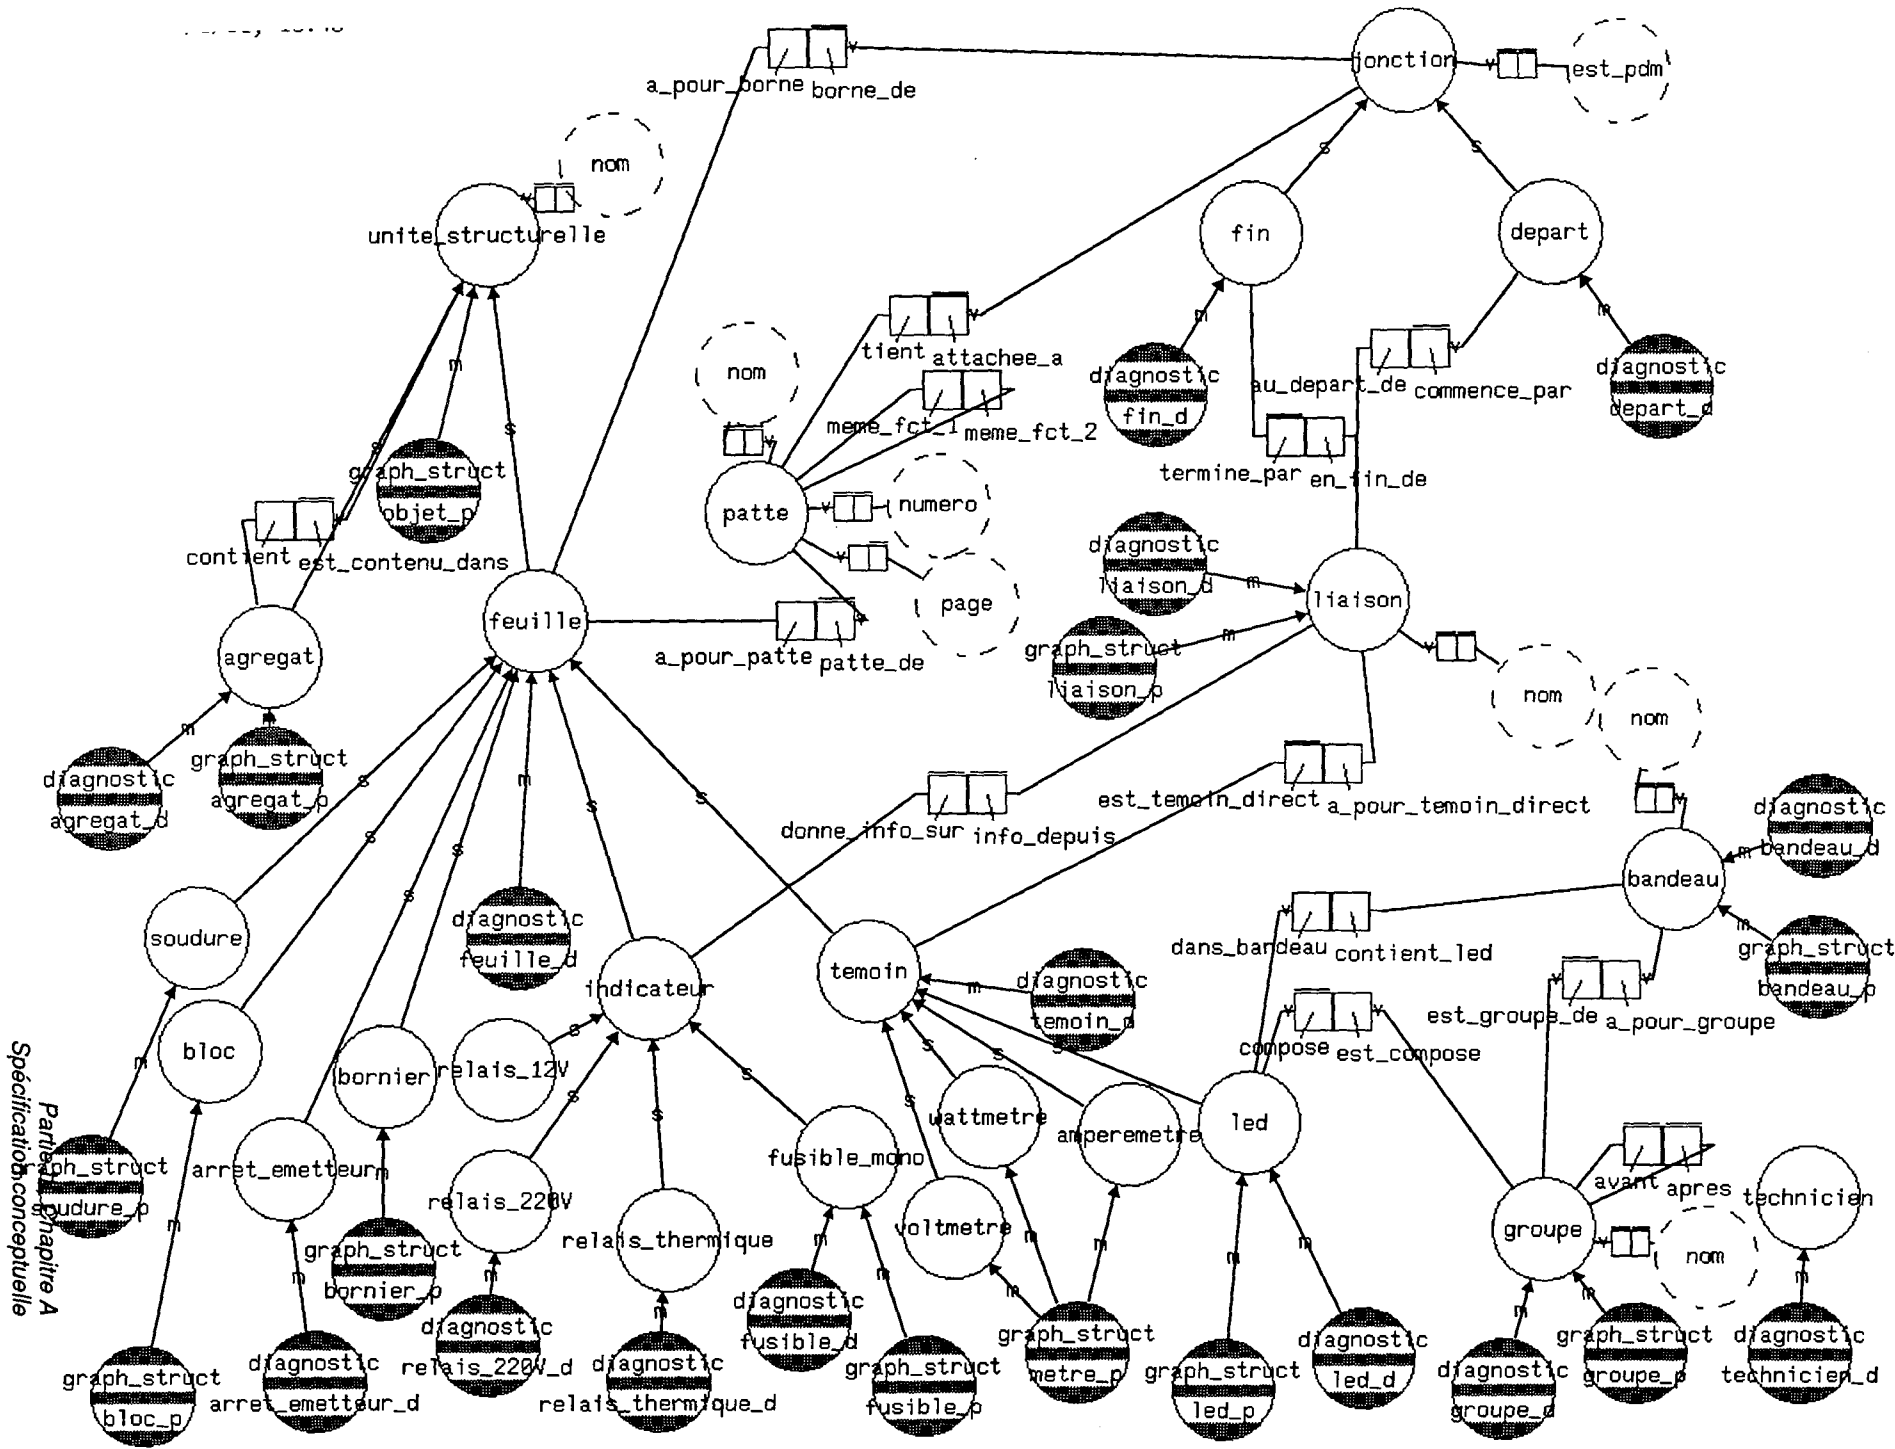 jonction
est_pdm
a_pour_borne
borne_de
nom
unite_structurelle
fin
depart
s
s
m
m
tient
attachee_a
nom
meme_fct_1
meme_fct_2
au_depart_de
commence_par
diagnostic
fin_d
diagnostic
depart_d
termine_par
en_fin_de
m
s
s
graph_struct
objet_p
patte
numero
page
contient
est_contenu_dans
diagnostic
liaison_d
m
liaison
graph_struct
liaison_p
m
feuille
a_pour_patte
patte_de
agregat
nom
nom
m
m
diagnostic
agregat_d
graph_struct
agregat_p
s
s
s
s
m
s
s
donne_info_sur
info_depuis
est_temoin_direct
a_pour_temoin_direct
diagnostic
bandeau_d
m
bandeau
m
graph_struct
bandeau_p
soudure
diagnostic
feuille_d
indicateur
temoin
m
diagnostic
temoin_d
dans_bandeau
contient_led
est_groupe_de
a_pour_groupe
compose
est_compose
bloc
bornier
relais_12V
s
s
s
s
s
s
s
s
m
wattmetre
amperemetre
led
graph_struct
soudure_p
arret_emetteur
m
relais_220V
relais_thermique
fusible_mono
voltmetre
avant
apres
technicien
groupe
nom
m
m
graph_struct
bornier_p
m
m
m
m
m
m
m
m
m
m
m
m
diagnostic
fusible_d
graph_struct
metre_p
graph_struct
bloc_p
diagnostic
arret_emetteur_d
diagnostic
relais_220V_d
diagnostic
relais_thermique_d
graph_struct
fusible_p
graph_struct
led_p
diagnostic
led_d
diagnostic
groupe_d
graph_struct
groupe_p
diagnostic
technicien_d
Chapitre A
Spécification conceptuelle